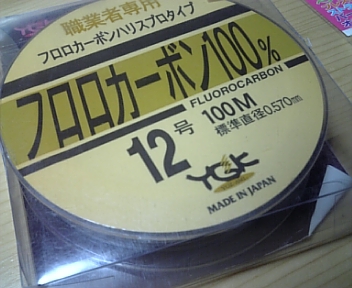 職業者専用
フロロカーボンハリスプロタイプ
フロロカーボン100%
FLUOROCARBON
12号
100M
標準直径0.570mm
YGK
MADE IN JAPAN